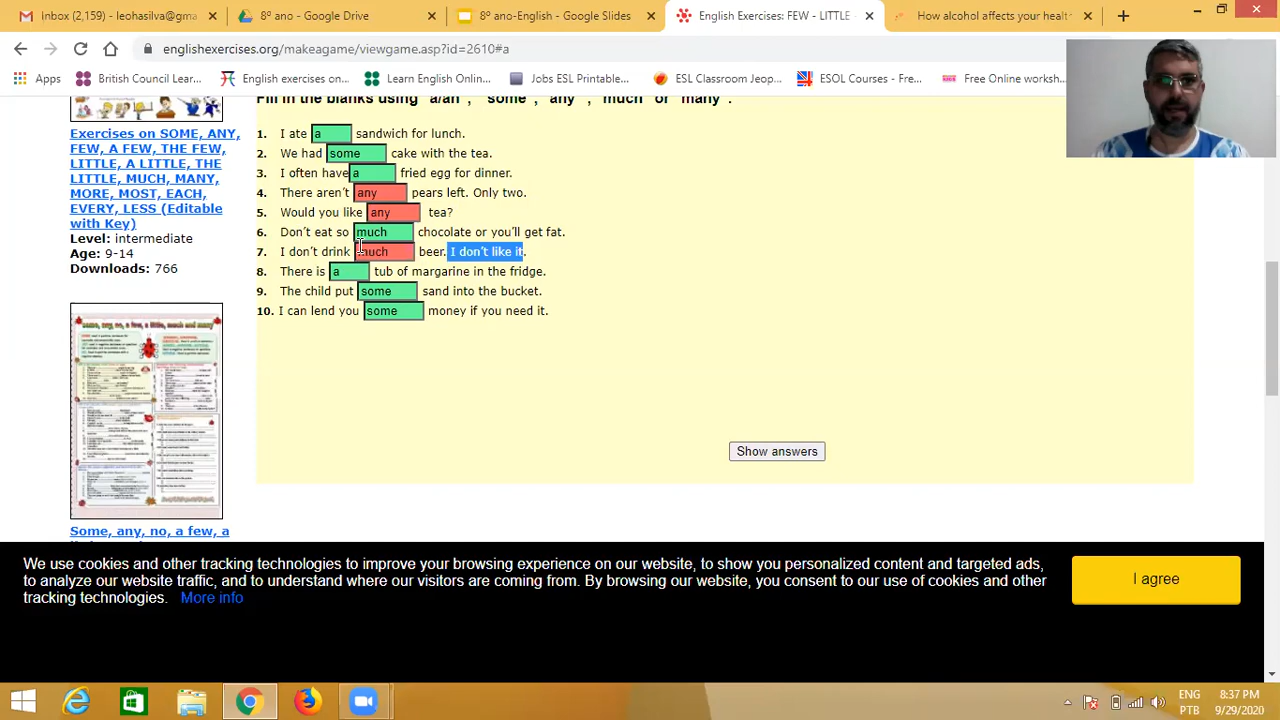 Inbox (2,159) - leohasilva@gma
8º ano - Google Drive
8º ano-English - Google Slides
English Exercises: FEW - LITTLE -
How alcohol affects your healt
englishexercises.org/makeagame/viewgame.asp?id=2610#a
Apps
British Council Lear...
English exercises on...
Learn English Onlin...
Jobs ESL Printable...
ESL Classroom Jeop...
ESOL Courses - Fre...
Free Online worksh...
Fill in the blanks using "a/an", "some", "any", "much" or "many".
Exercises on SOME, ANY,
FEW, A FEW, THE FEW,
LITTLE, A LITTLE, THE
LITTLE, MUCH, MANY,
MORE, MOST, EACH,
EVERY, LESS (Editable
with Key)
Level: intermediate
Age: 9-14
Downloads: 766
1. I ate a sandwich for lunch.
2. We had some cake with the tea.
3. I often have a fried egg for dinner.
4. There aren't any pears left. Only two.
5. Would you like any tea?
6. Don't eat so much chocolate or you'll get fat.
7. I don't drink much beer. I don't like it.
8. There is a tub of margarine in the fridge.
9. The child put some sand into the bucket.
10. I can lend you some money if you need it.
Show answers
Some, any, no, a few, a
We use cookies and other tracking technologies to improve your browsing experience on our website, to show you personalized content and targeted ads,
to analyze our website traffic, and to understand where our visitors are coming from. By browsing our website, you consent to our use of cookies and other
tracking technologies. More info
I agree
ENG
PTB
8:37 PM
9/29/2020